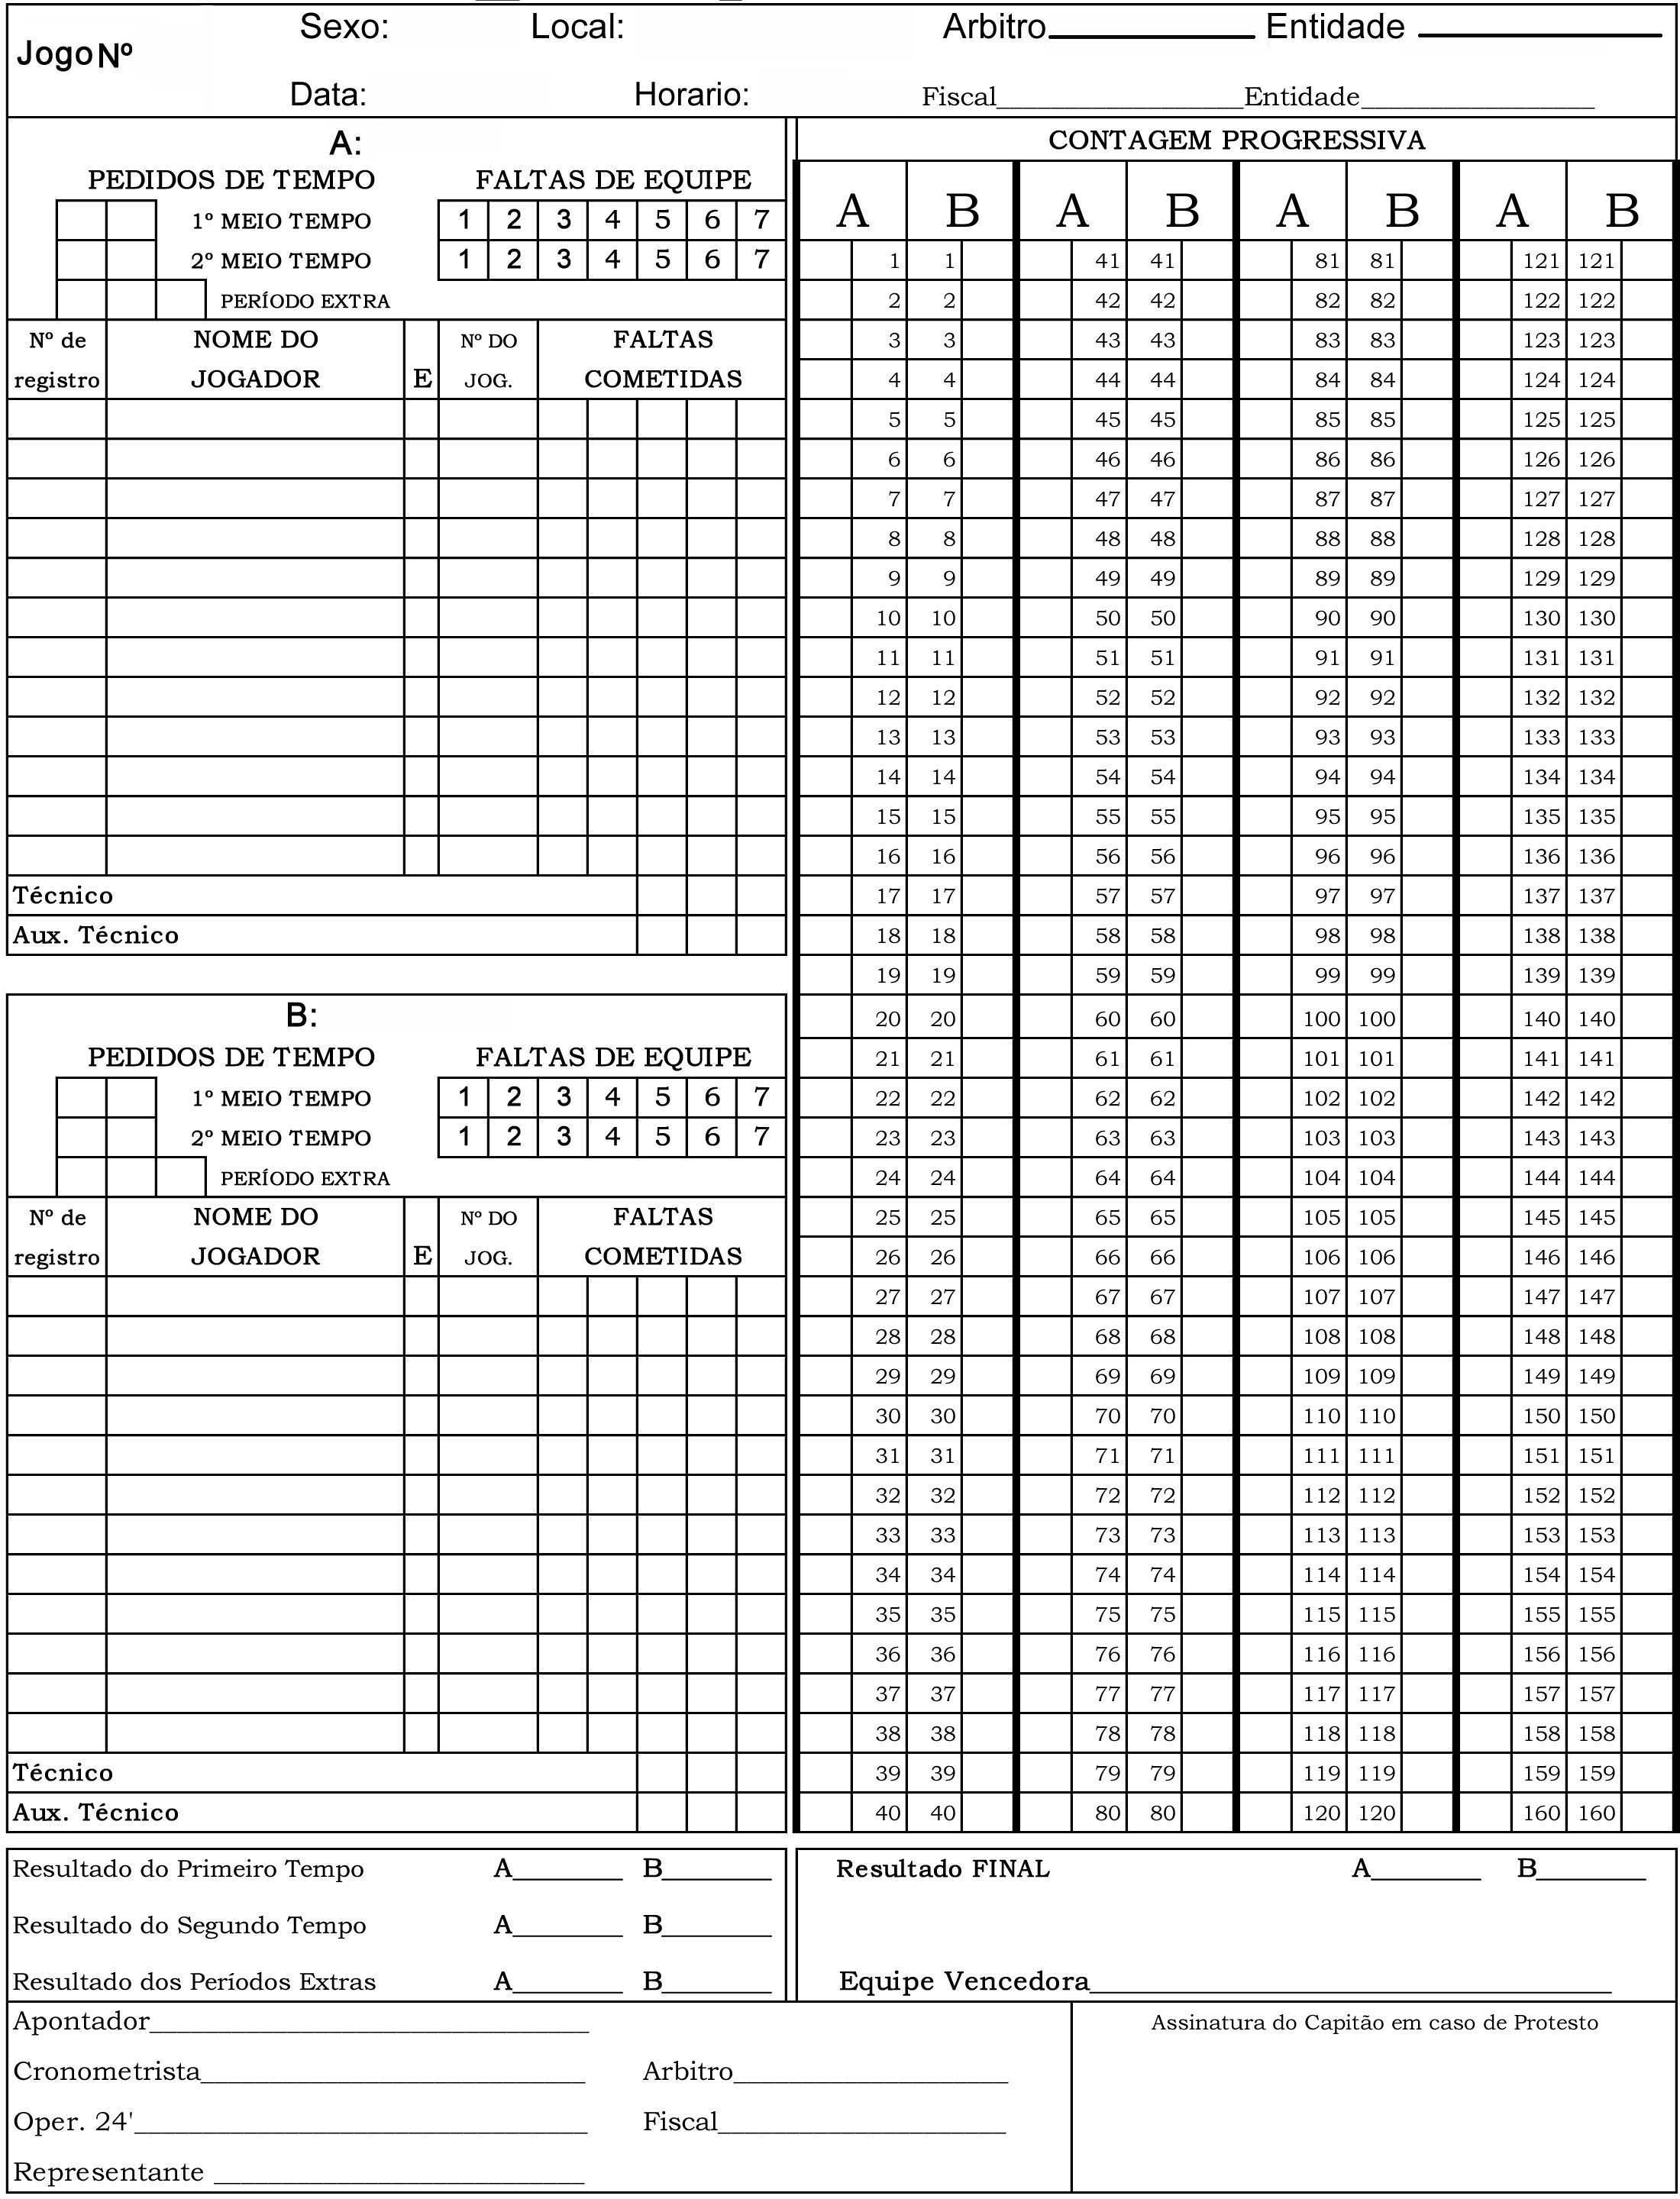 Sexo: Local: Arbitro__________ Entidade __________
Jogo Nº
Data: Horario: Fiscal__________________Entidade_________________
A:
PEDIDOS DE TEMPO FALTAS DE EQUIPE
1º MEIO TEMPO 1 2 3 4 5 6 7
2º MEIO TEMPO 1 2 3 4 5 6 7
PERÍODO EXTRA
Nº de NOME DO Nº DO FALTAS
registro JOGADOR E JOG. COMETIDAS
Técnico
Aux. Técnico
B:
PEDIDOS DE TEMPO FALTAS DE EQUIPE
1º MEIO TEMPO 1 2 3 4 5 6 7
2º MEIO TEMPO 1 2 3 4 5 6 7
PERÍODO EXTRA
Nº de NOME DO Nº DO FALTAS
registro JOGADOR E JOG. COMETIDAS
Técnico
Aux. Técnico
CONTAGEM PROGRESSIVA
A B A B A B A B
1 1 41 41 81 81 121 121
2 2 42 42 82 82 122 122
3 3 43 43 83 83 123 123
4 4 44 44 84 84 124 124
5 5 45 45 85 85 125 125
6 6 46 46 86 86 126 126
7 7 47 47 87 87 127 127
8 8 48 48 88 88 128 128
9 9 49 49 89 89 129 129
10 10 50 50 90 90 130 130
11 11 51 51 91 91 131 131
12 12 52 52 92 92 132 132
13 13 53 53 93 93 133 133
14 14 54 54 94 94 134 134
15 15 55 55 95 95 135 135
16 16 56 56 96 96 136 136
17 17 57 57 97 97 137 137
18 18 58 58 98 98 138 138
19 19 59 59 99 99 139 139
20 20 60 60 100 100 140 140
21 21 61 61 101 101 141 141
22 22 62 62 102 102 142 142
23 23 63 63 103 103 143 143
24 24 64 64 104 104 144 144
25 25 65 65 105 105 145 145
26 26 66 66 106 106 146 146
27 27 67 67 107 107 147 147
28 28 68 68 108 108 148 148
29 29 69 69 109 109 149 149
30 30 70 70 110 110 150 150
31 31 71 71 111 111 151 151
32 32 72 72 112 112 152 152
33 33 73 73 113 113 153 153
34 34 74 74 114 114 154 154
35 35 75 75 115 115 155 155
36 36 76 76 116 116 156 156
37 37 77 77 117 117 157 157
38 38 78 78 118 118 158 158
39 39 79 79 119 119 159 159
40 40 80 80 120 120 160 160
Resultado do Primeiro Tempo A________ B________
Resultado do Segundo Tempo A________ B________
Resultado dos Períodos Extras A________ B________
Resultado FINAL A________ B________
Equipe Vencedora______________________________________
Apontador________________________________
Cronometrista____________________________ Arbitro____________________
Oper. 24'_________________________________ Fiscal_____________________
Representante ___________________________
Assinatura do Capitão em caso de Protesto